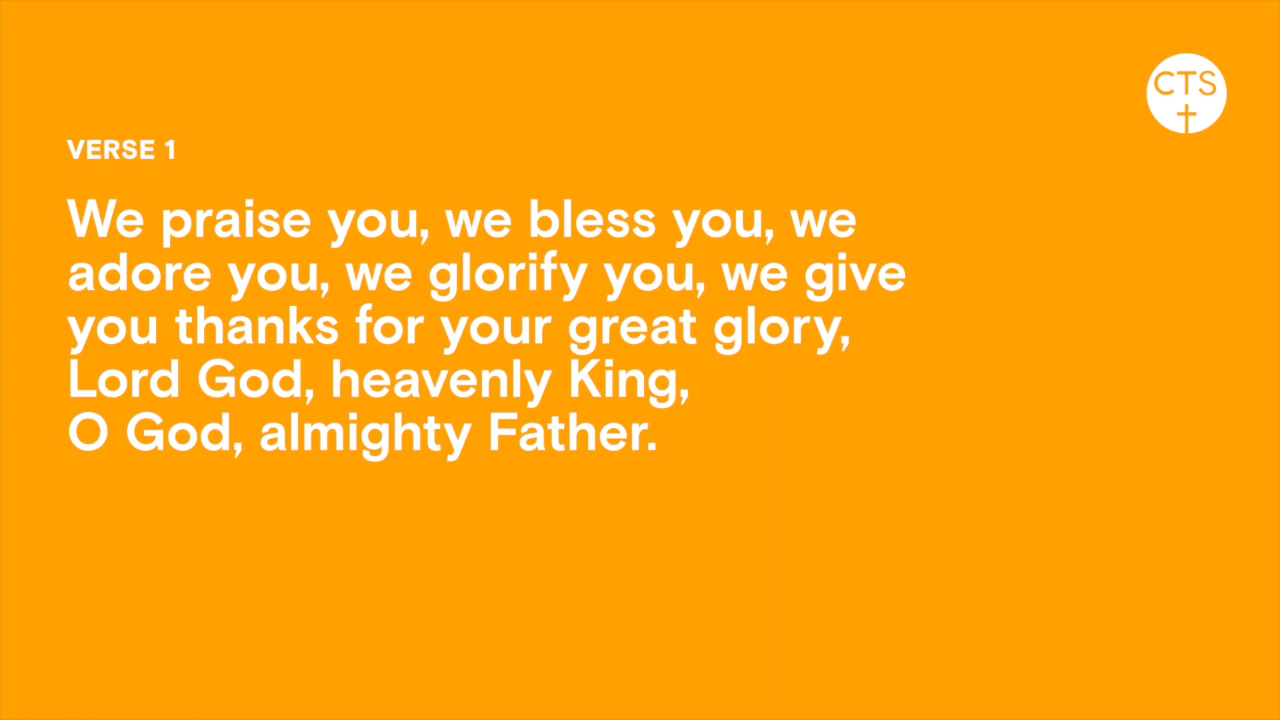 CTS
VERSE 1
We praise you, we bless you, we
adore you, we glorify you, we give
you thanks for your great glory,
Lord God, heavenly King,
O God, almighty Father.